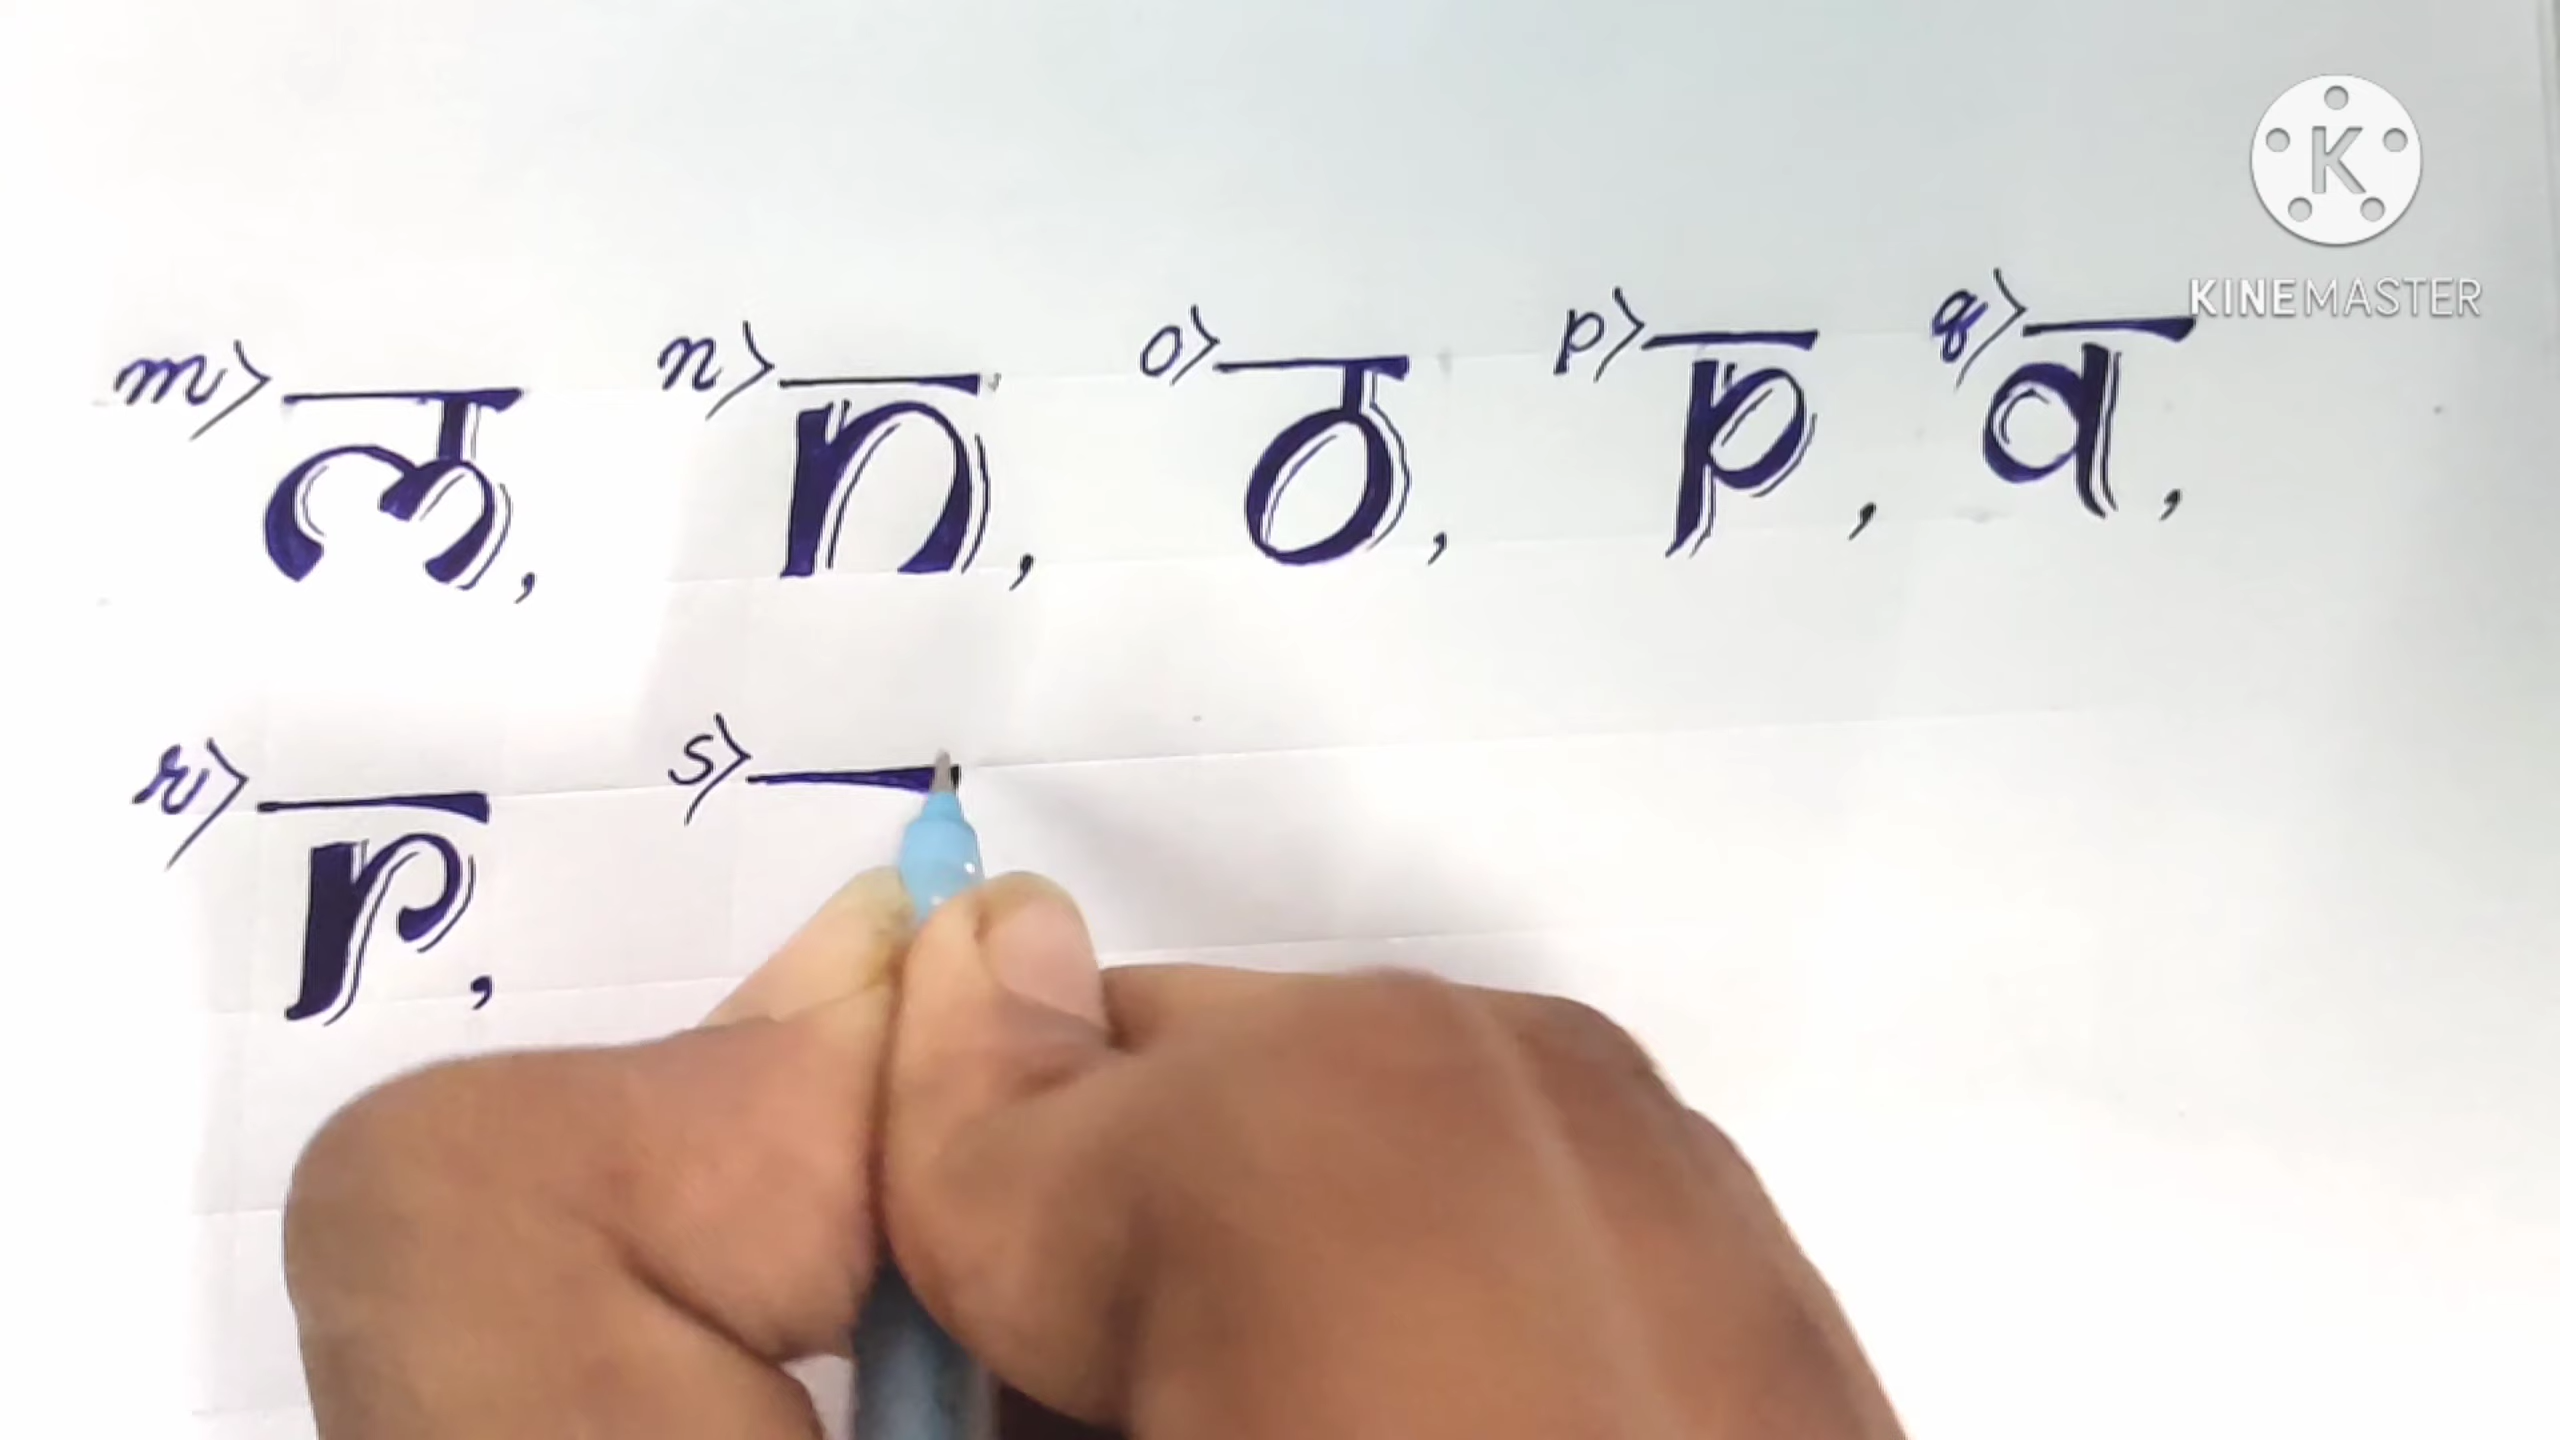 KINEMASTER
m> m, n> n, o> o, p> p, q> q,
r> r, s>